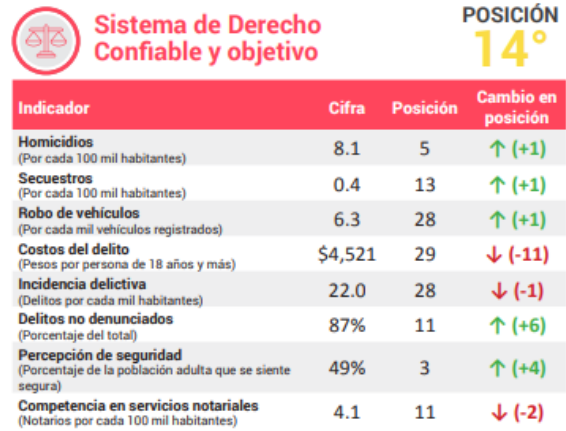 Sistema de Derecho
Confiable y objetivo
POSICIÓN
14°
Indicador Cifra Posición Cambio en posición
Homicidios
(Por cada 100 mil habitantes) 8.1 5 ↑ (+1)
Secuestros
(Por cada 100 mil habitantes) 0.4 13 ↑ (+1)
Robo de vehículos
(Por cada mil vehículos registrados) 6.3 28 ↑ (+1)
Costos del delito
(Pesos por persona de 18 años y más) $4,521 29 ↓ (-11)
Incidencia delictiva
(Delitos por cada mil habitantes) 22.0 28 ↓ (-1)
Delitos no denunciados
(Porcentaje del total) 87% 11 ↑ (+6)
Percepción de seguridad
(Porcentaje de la población adulta que se siente
segura) 49% 3 ↑ (+4)
Competencia en servicios notariales
(Notarios por cada 100 mil habitantes) 4.1 11 ↓ (-2)